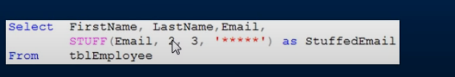 Select FirstName, LastName,Email,
STUFF(Email, 2, 3, '*****') as StuffedEmail
From tblEmployee